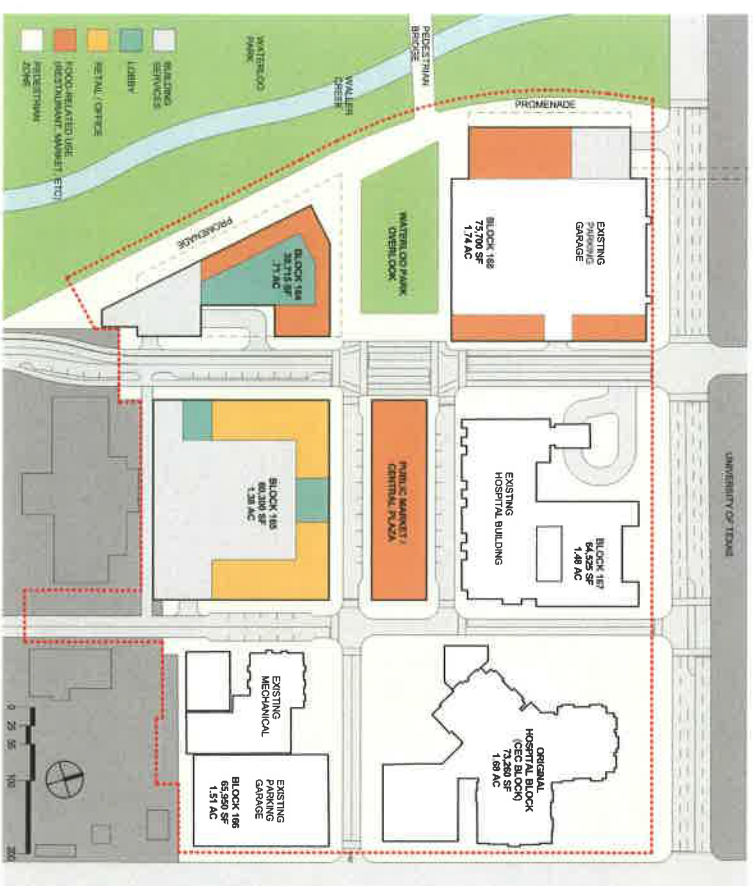 UNIVERSITY OF TEXAS
PEDESTRIAN
BRIDGE
PROMENADE
WALLER
CREEK
WATERLOO
PARK
EXISTING
PARKING
GARAGE
BLOCK 168
75,700 SF
1.74 AC
WATERLOO PARK
OVERLOOK
PROMENADE
BLOCK 164
30,715 SF
.71 AC
BLOCK 167
64,525 SF
1.48 AC
EXISTING
HOSPITAL BUILDING
PUBLIC MARKET /
CENTRAL PLAZA
BLOCK 165
60,300 SF
1.38 AC
ORIGINAL
HOSPITAL BLOCK
(CEC BLOCK)
73,260 SF
1.68 AC
EXISTING
MECHANICAL
EXISTING
PARKING
GARAGE
BLOCK 166
65,950 SF
1.51 AC
BUILDING
SERVICES
LOBBY
RETAIL / OFFICE
FOOD-RELATED USE
(RESTAURANT, MARKET, ETC)
PEDESTRIAN
ZONE
0 25 50 100 200